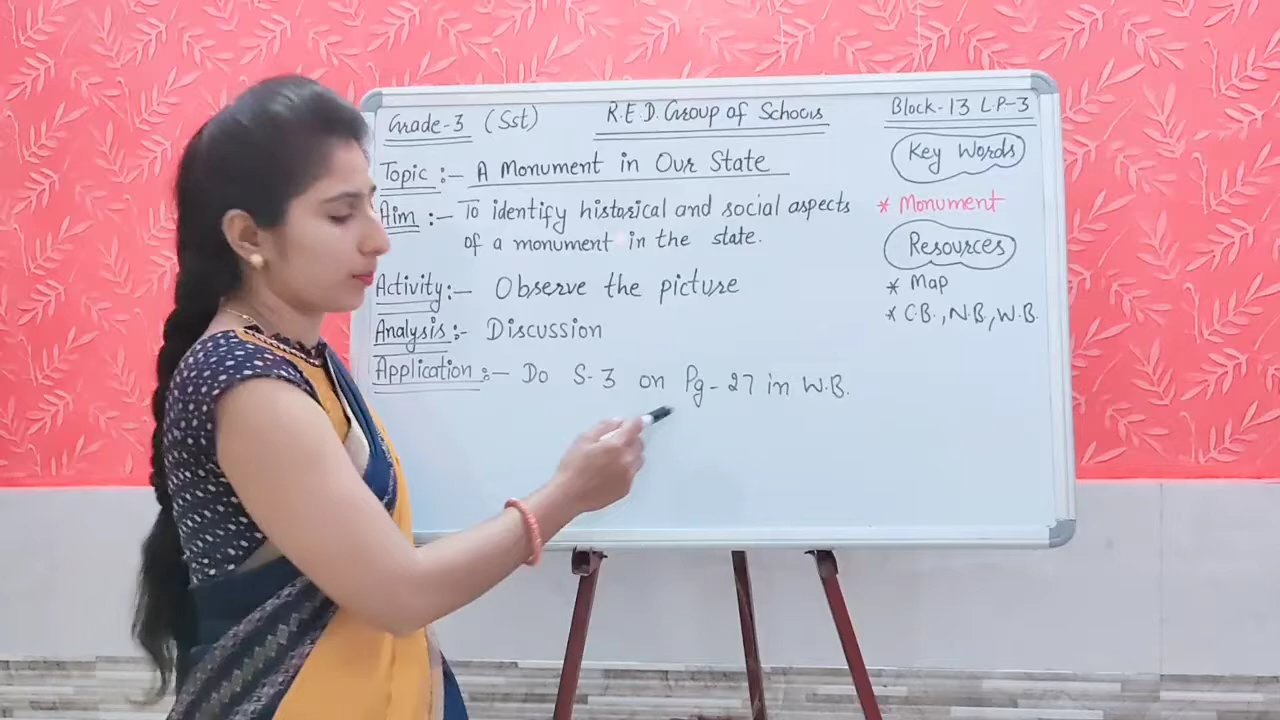 Grade-3 (Sst) R.E.D. Group of Schools Block-13 LP-3
Topic :- A Monument in Our State
Aim :- To identify historical and social aspects
of a monument in the state.
Activity:- Observe the picture
Analysis:- Discussion
Application:- Do S-3 on Pg-27 in W.B.
Key Words
* Monument
Resources
* Map
* C.B., N.B., W.B.